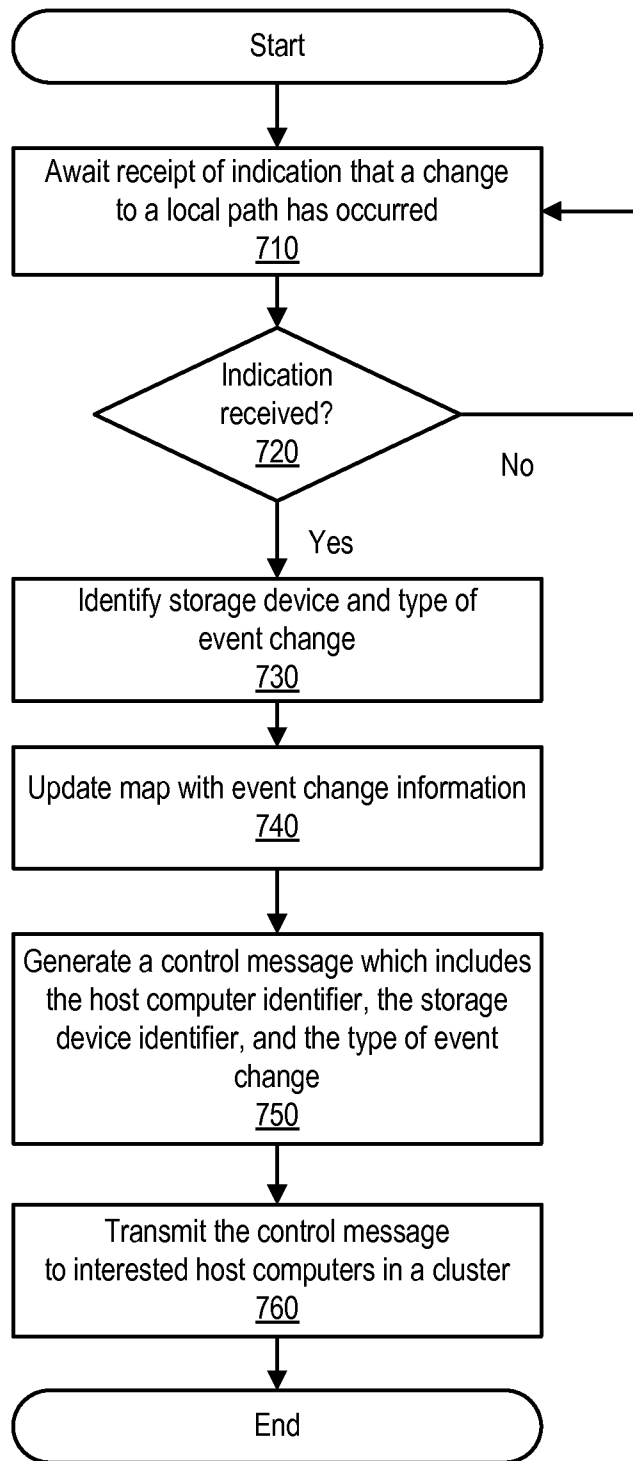 Start
Await receipt of indication that a change
to a local path has occurred
710
Indication
received?
720
No
Yes
Identify storage device and type of
event change
730
Update map with event change information
740
Generate a control message which includes
the host computer identifier, the storage
device identifier, and the type of event
change
750
Transmit the control message
to interested host computers in a cluster
760
End